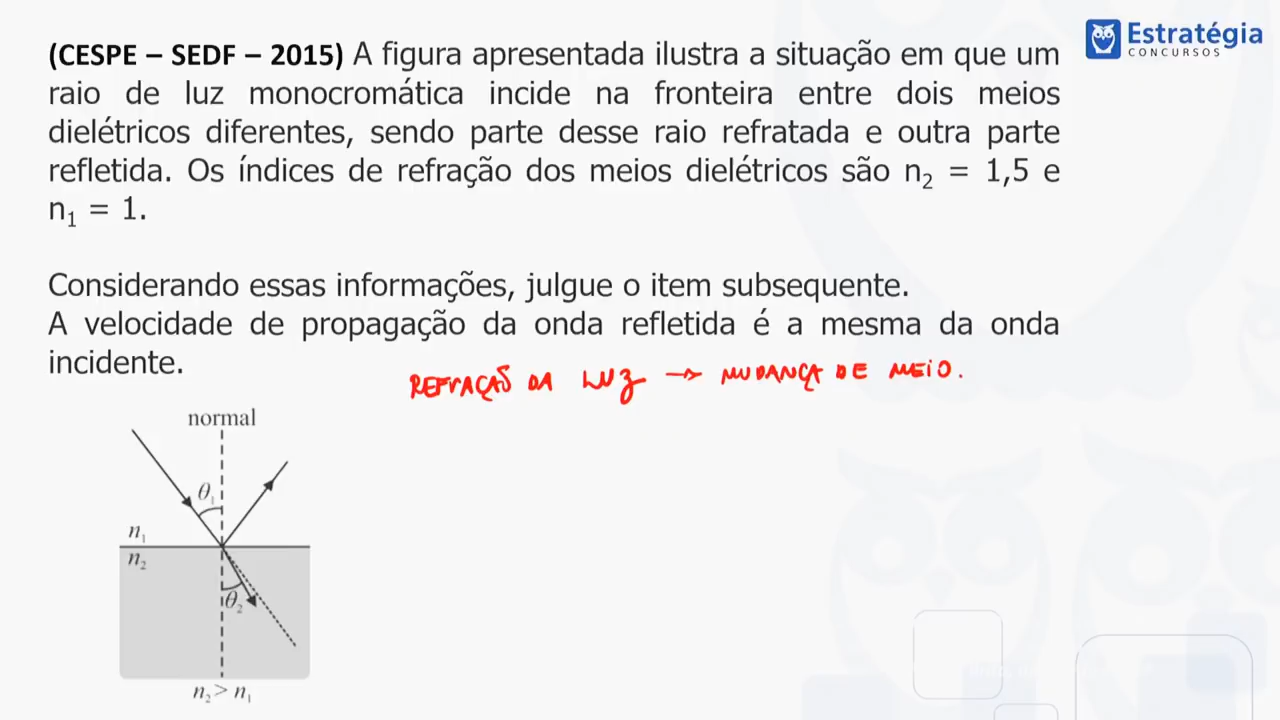 (CESPE – SEDF – 2015) A figura apresentada ilustra a situação em que um
raio de luz monocromática incide na fronteira entre dois meios
dielétricos diferentes, sendo parte desse raio refratada e outra parte
refletida. Os índices de refração dos meios dielétricos são n₂ = 1,5 e
n₁ = 1.
Estratégia
CONCURSOS
Considerando essas informações, julgue o item subsequente.
A velocidade de propagação da onda refletida é a mesma da onda
incidente.
REFRAÇÃO DA LUZ → MUDANÇA DE MEIO.
normal
θ₁
n₁
n₂
θ₂
n₂ > n₁